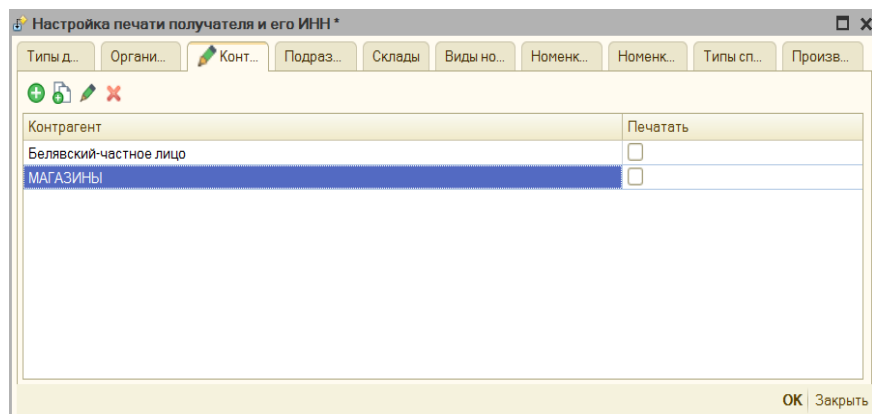 Настройка печати получателя и его ИНН *
Типы д... Органи... Конт... Подраз... Склады Виды но... Номенк... Номенк... Типы сп... Произв...
Контрагент Печатать
Белявский-частное лицо
МАГАЗИНЫ
ОК Закрыть